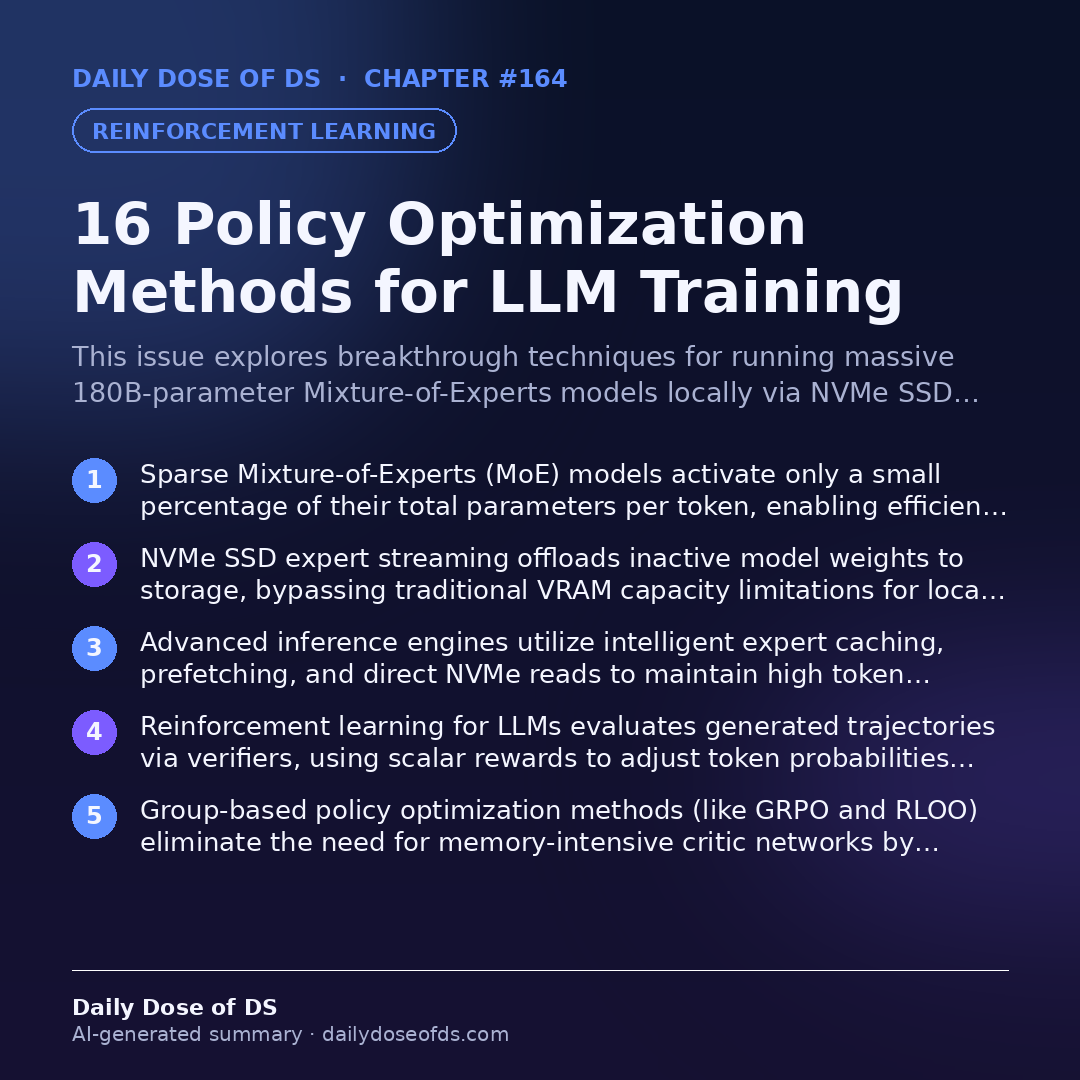 DAILY DOSE OF DS · CHAPTER #164
REINFORCEMENT LEARNING
16 Policy Optimization
Methods for LLM Training
This issue explores breakthrough techniques for running massive
180B-parameter Mixture-of-Experts models locally via NVMe SSD…
1 Sparse Mixture-of-Experts (MoE) models activate only a small
percentage of their total parameters per token, enabling efficien…
2 NVMe SSD expert streaming offloads inactive model weights to
storage, bypassing traditional VRAM capacity limitations for loca…
3 Advanced inference engines utilize intelligent expert caching,
prefetching, and direct NVMe reads to maintain high token…
4 Reinforcement learning for LLMs evaluates generated trajectories
via verifiers, using scalar rewards to adjust token probabilities…
5 Group-based policy optimization methods (like GRPO and RLOO)
eliminate the need for memory-intensive critic networks by…
Daily Dose of DS
AI-generated summary · dailydoseofds.com